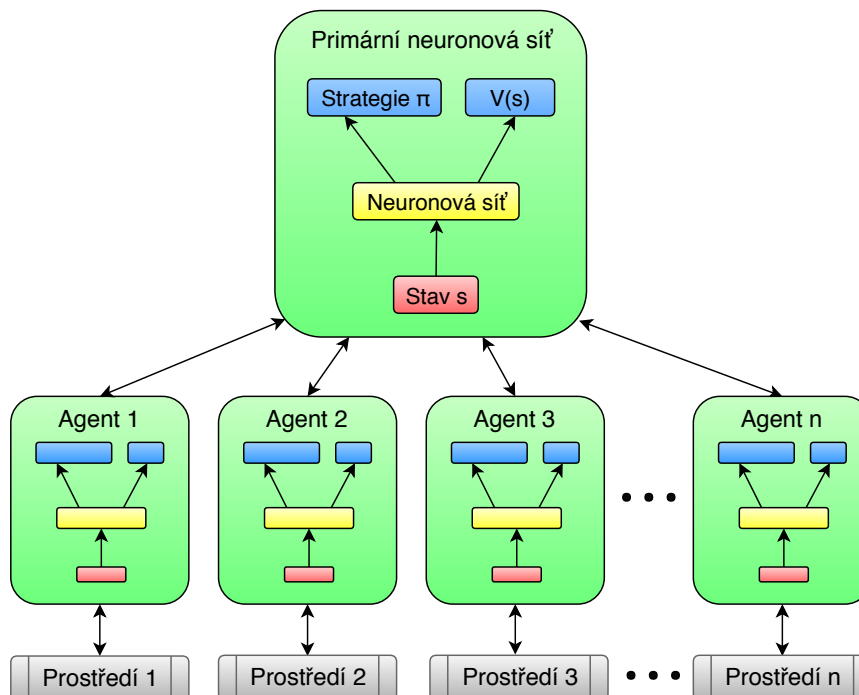 Primární neuronová síť
Strategie π
V(s)
Neuronová síť
Stav s
Agent 1
Agent 2
Agent 3
Agent n
Prostředí 1
Prostředí 2
Prostředí 3
Prostředí n